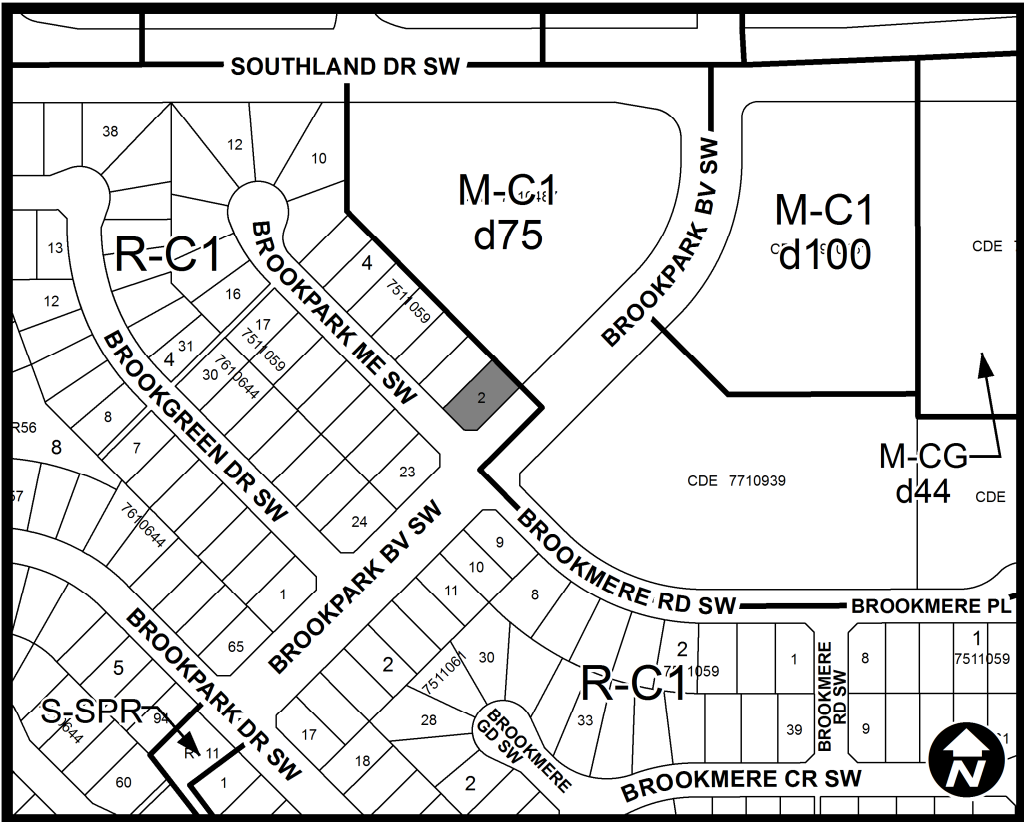 SOUTHLAND DR SW
38
12
10
M-C1
d75
BROOKPARK BV SW
M-C1
d100
CDE
13
R-C1
BROOKPARK ME SW
4
7511059
12
16
17
7511059
31
4
30
7610644
BROOKGREEN DR SW
2
8
R56
8
7
M-CG
d44
CDE
CDE 7710939
23
24
7610644
BROOKPARK BV SW
BROOKMERE RD SW
9
10
11
8
1
BROOKMERE PL
65
BROOKPARK DR SW
5
2
7511061
30
R-C1
2
7511059
1
BROOKMERE
RD SW
8
1
7511059
S-SPR
94
R 11
28
BROOKMERE
GD SW
33
39
9
17
18
60
1
2
BROOKMERE CR SW
N